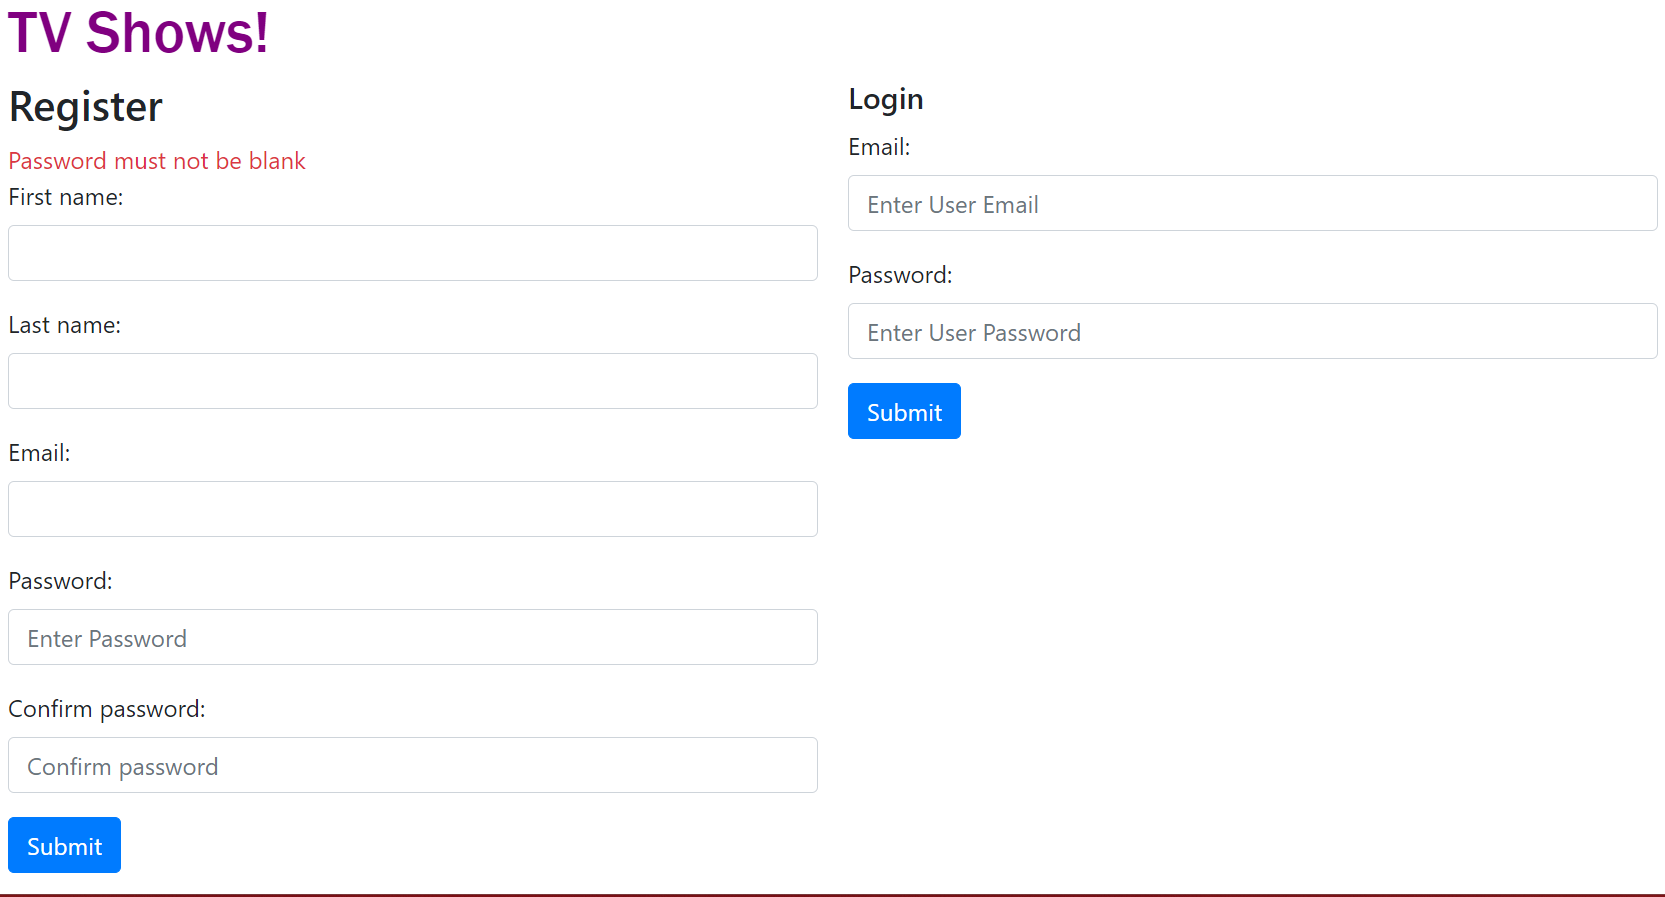 TV Shows!
Register
Password must not be blank
First name:
Last name:
Email:
Password:
Enter Password
Confirm password:
Confirm password
Submit
Login
Email:
Enter User Email
Password:
Enter User Password
Submit